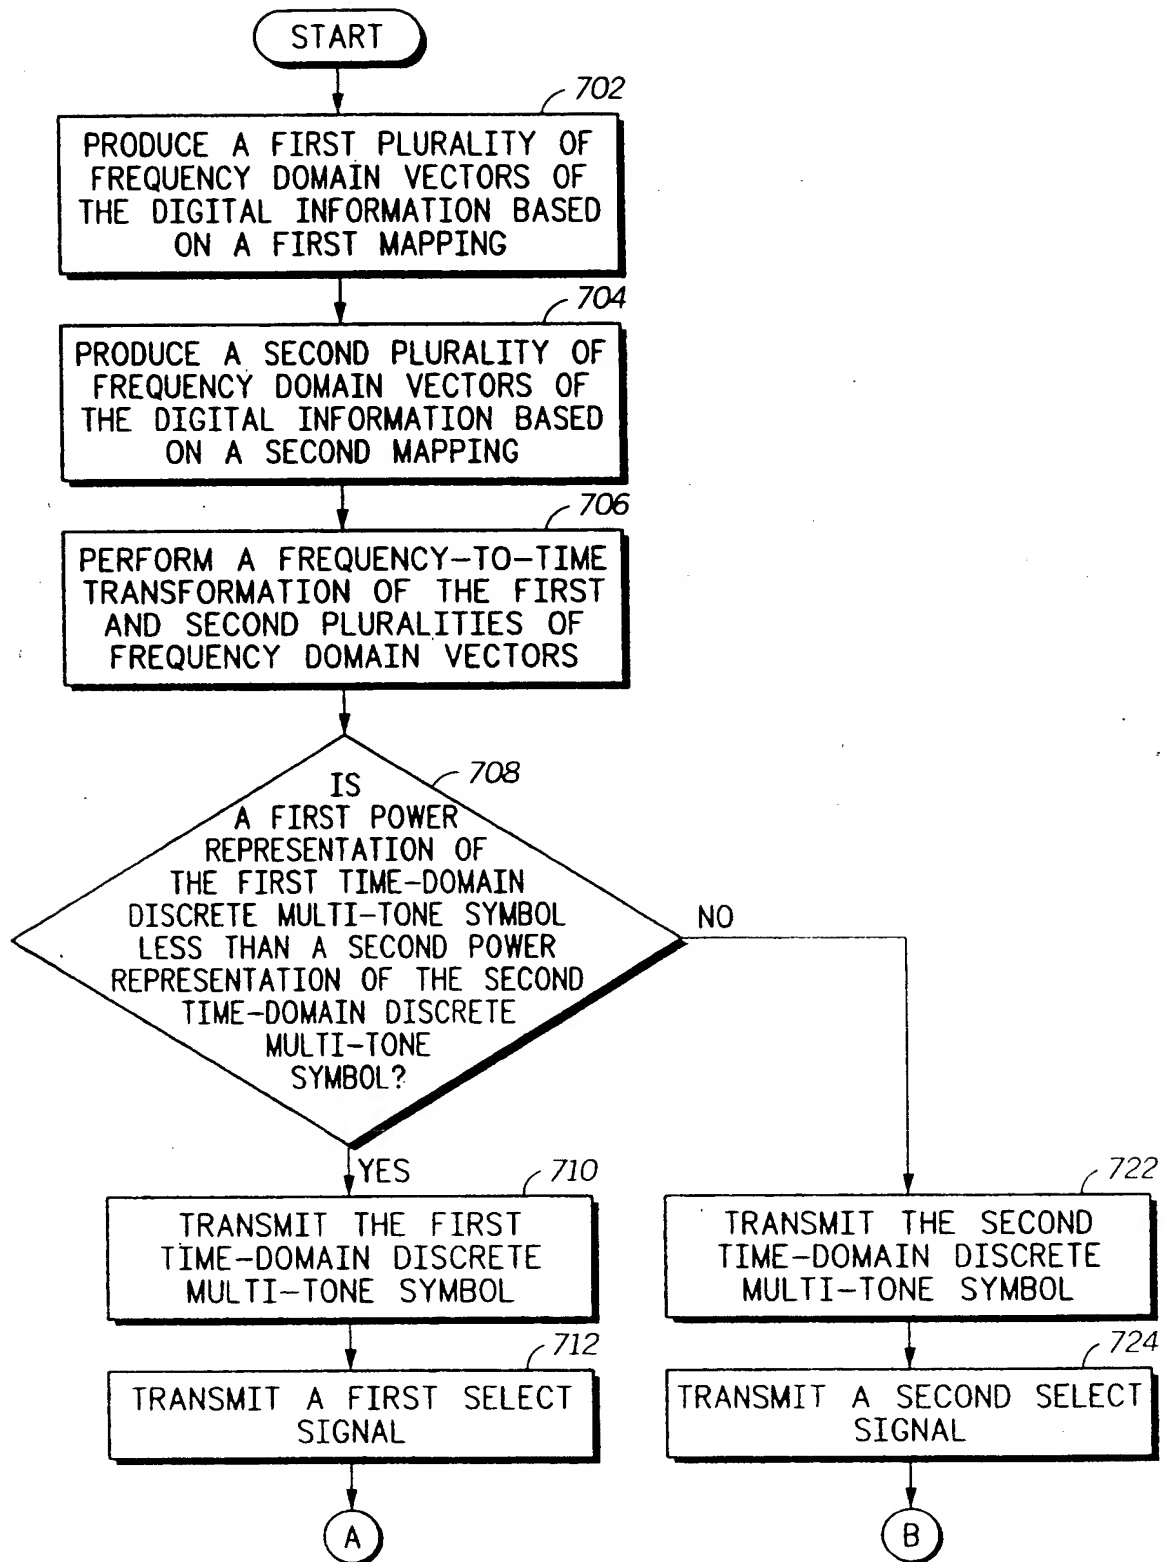 START
702
PRODUCE A FIRST PLURALITY OF
FREQUENCY DOMAIN VECTORS OF
THE DIGITAL INFORMATION BASED
ON A FIRST MAPPING
704
PRODUCE A SECOND PLURALITY OF
FREQUENCY DOMAIN VECTORS OF
THE DIGITAL INFORMATION BASED
ON A SECOND MAPPING
706
PERFORM A FREQUENCY-TO-TIME
TRANSFORMATION OF THE FIRST
AND SECOND PLURALITIES OF
FREQUENCY DOMAIN VECTORS
708
IS
A FIRST POWER
REPRESENTATION OF
THE FIRST TIME-DOMAIN
DISCRETE MULTI-TONE SYMBOL
LESS THAN A SECOND POWER
REPRESENTATION OF THE SECOND
TIME-DOMAIN DISCRETE
MULTI-TONE
SYMBOL?
NO
YES
710
TRANSMIT THE FIRST
TIME-DOMAIN DISCRETE
MULTI-TONE SYMBOL
712
TRANSMIT A FIRST SELECT
SIGNAL
A
722
TRANSMIT THE SECOND
TIME-DOMAIN DISCRETE
MULTI-TONE SYMBOL
724
TRANSMIT A SECOND SELECT
SIGNAL
B